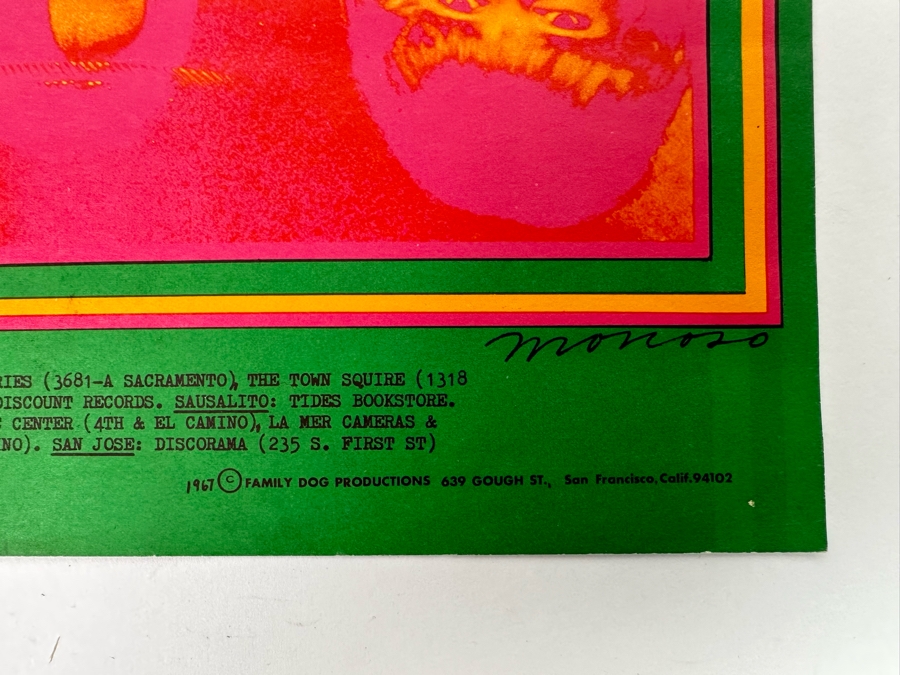 moscoso
RIES (3681-A SACRAMENTO), THE TOWN SQUIRE (1318
DISCOUNT RECORDS. SAUSALITO: TIDES BOOKSTORE.
CENTER (4TH & EL CAMINO), LA MER CAMERAS &
NO). SAN JOSE: DISCORAMA (235 S. FIRST ST)
1967 © FAMILY DOG PRODUCTIONS 639 GOUGH ST., San Francisco, Calif. 94102